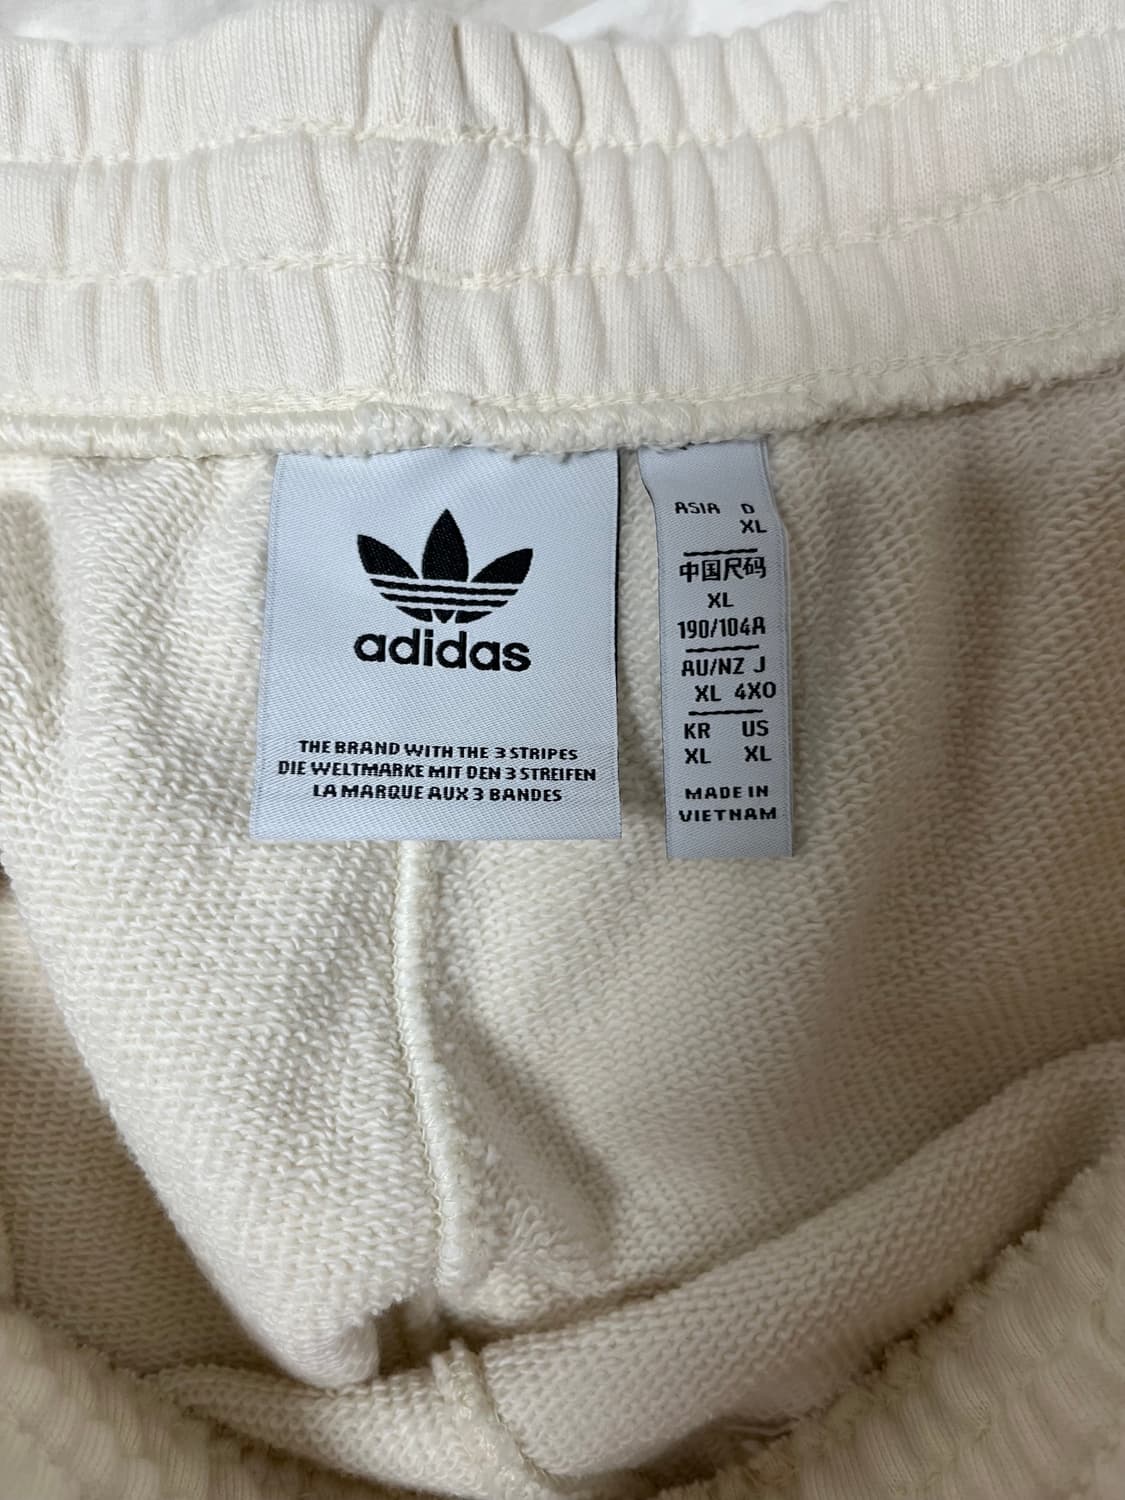 adidas
THE BRAND WITH THE 3 STRIPES
DIE WELTMARKE MIT DEN 3 STREIFEN
LA MARQUE AUX 3 BANDES
ASIA D
XL
中国尺码
XL
190/104A
AU/NZ J
XL 4XO
KR US
XL XL
MADE IN
VIETNAM